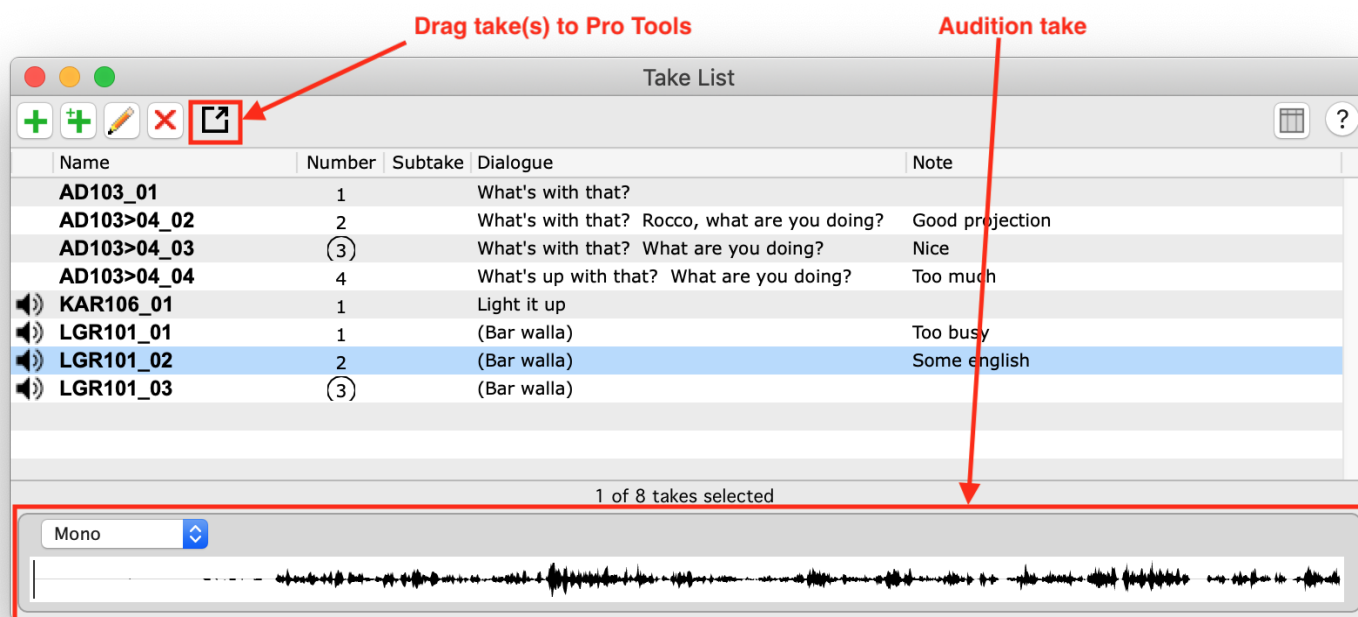 Drag take(s) to Pro Tools Audition take
Take List
?
Name Number Subtake Dialogue Note
AD103_01 1 What's with that?
AD103>04_02 2 What's with that?  Rocco, what are you doing? Good projection
AD103>04_03 3 What's with that?  What are you doing? Nice
AD103>04_04 4 What's up with that?  What are you doing? Too much
KAR106_01 1 Light it up
LGR101_01 1 (Bar walla) Too busy
LGR101_02 2 (Bar walla) Some english
LGR101_03 3 (Bar walla)
1 of 8 takes selected
Mono